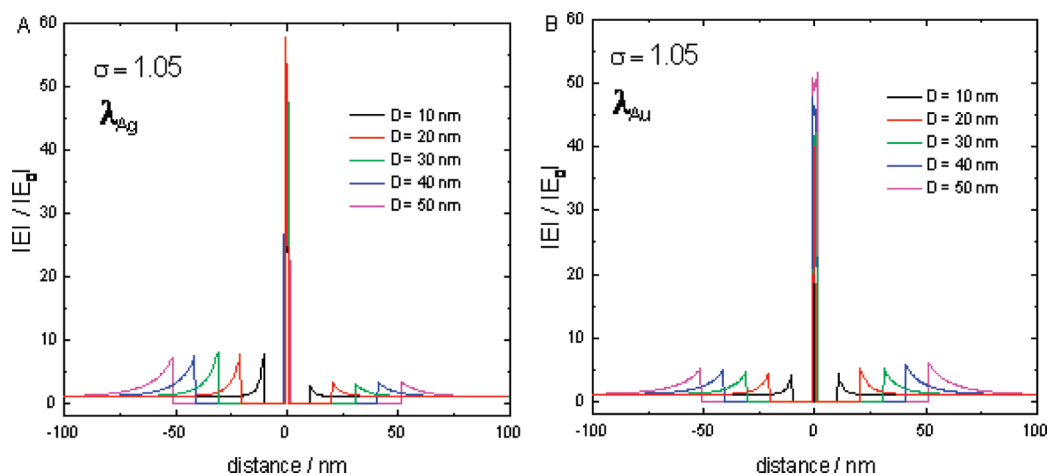 A
σ = 1.05
λAg
D = 10 nm
D = 20 nm
D = 30 nm
D = 40 nm
D = 50 nm
|E| / |E0|
60
50
40
30
20
10
0
-100
-50
0
50
100
distance / nm
B
σ = 1.05
λAu
D = 10 nm
D = 20 nm
D = 30 nm
D = 40 nm
D = 50 nm
|E| / |E0|
60
50
40
30
20
10
0
-100
-50
0
50
100
distance / nm